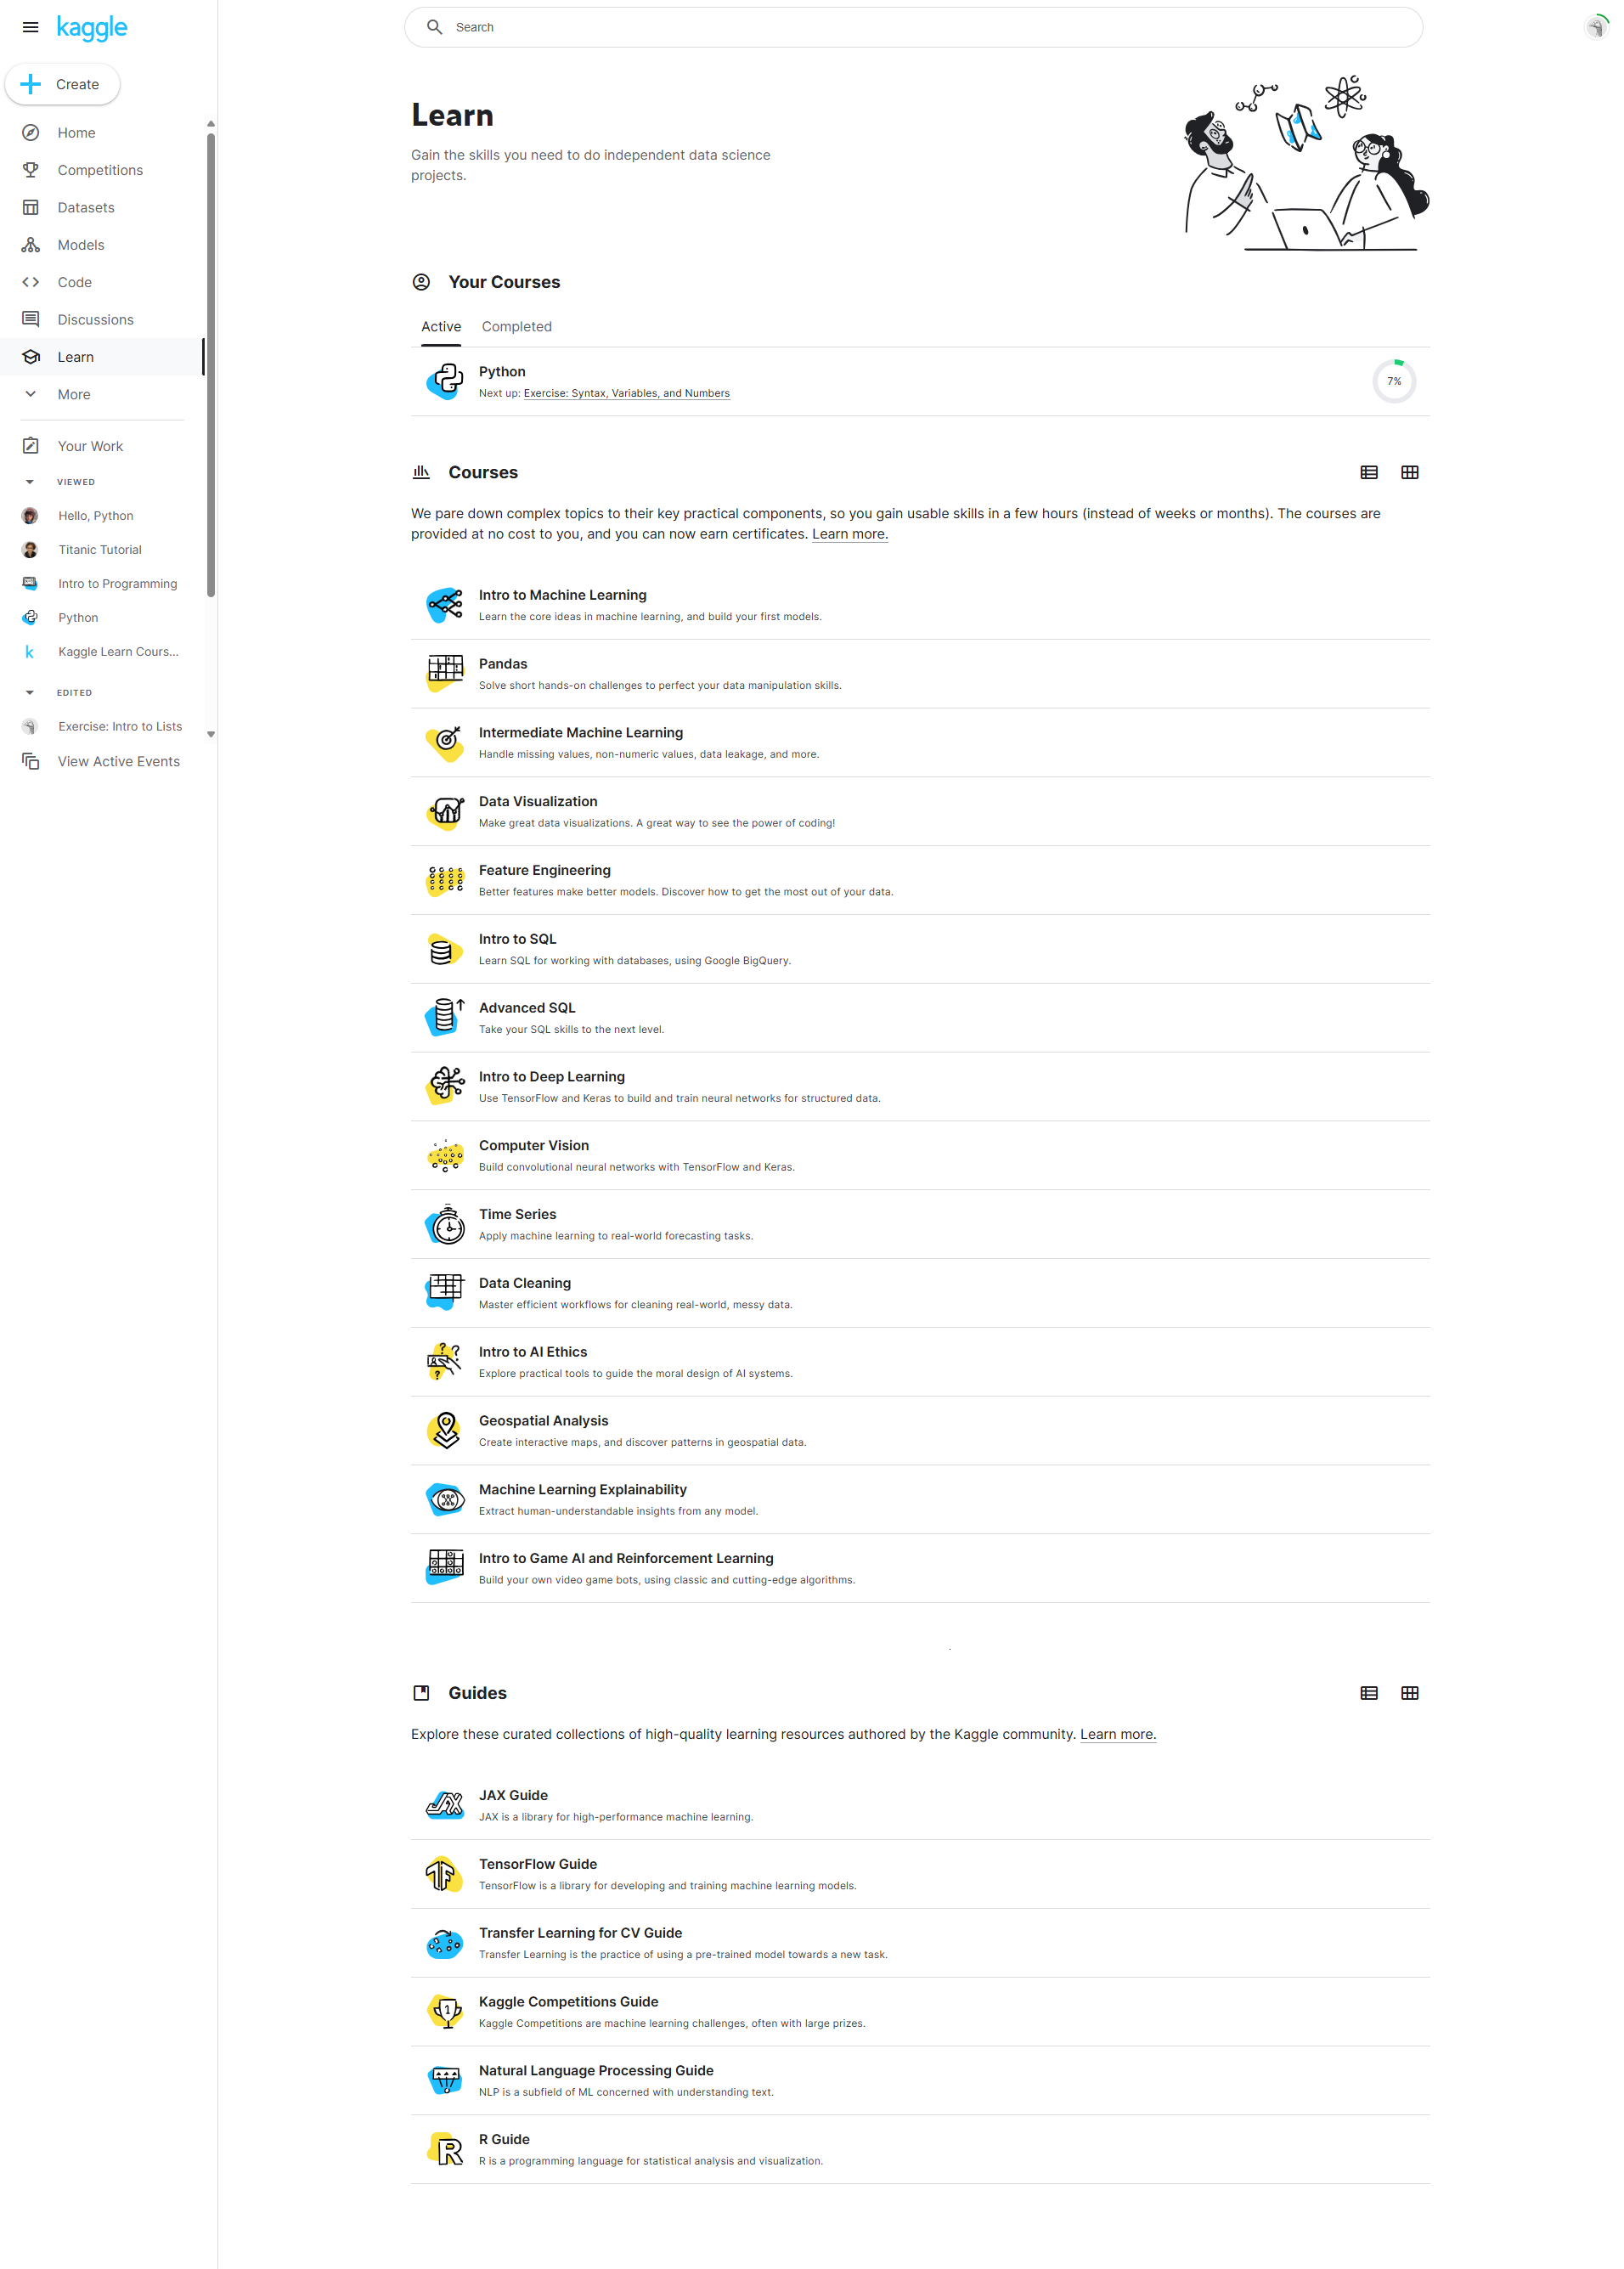 kaggle
Search
Create
Home
Competitions
Datasets
Models
Code
Discussions
Learn
More
Your Work
VIEWED
Hello, Python
Titanic Tutorial
Intro to Programming
Python
Kaggle Learn Cours...
EDITED
Exercise: Intro to Lists
View Active Events
Learn
Gain the skills you need to do independent data science
projects.
Your Courses
Active Completed
Python
Next up: Exercise: Syntax, Variables, and Numbers
7%
Courses
We pare down complex topics to their key practical components, so you gain usable skills in a few hours (instead of weeks or months). The courses are
provided at no cost to you, and you can now earn certificates. Learn more.
Intro to Machine Learning
Learn the core ideas in machine learning, and build your first models.
Pandas
Solve short hands-on challenges to perfect your data manipulation skills.
Intermediate Machine Learning
Handle missing values, non-numeric values, data leakage, and more.
Data Visualization
Make great data visualizations. A great way to see the power of coding!
Feature Engineering
Better features make better models. Discover how to get the most out of your data.
Intro to SQL
Learn SQL for working with databases, using Google BigQuery.
Advanced SQL
Take your SQL skills to the next level.
Intro to Deep Learning
Use TensorFlow and Keras to build and train neural networks for structured data.
Computer Vision
Build convolutional neural networks with TensorFlow and Keras.
Time Series
Apply machine learning to real-world forecasting tasks.
Data Cleaning
Master efficient workflows for cleaning real-world, messy data.
Intro to AI Ethics
Explore practical tools to guide the moral design of AI systems.
Geospatial Analysis
Create interactive maps, and discover patterns in geospatial data.
Machine Learning Explainability
Extract human-understandable insights from any model.
Intro to Game AI and Reinforcement Learning
Build your own video game bots, using classic and cutting-edge algorithms.
.
Guides
Explore these curated collections of high-quality learning resources authored by the Kaggle community. Learn more.
JAX Guide
JAX is a library for high-performance machine learning.
TensorFlow Guide
TensorFlow is a library for developing and training machine learning models.
Transfer Learning for CV Guide
Transfer Learning is the practice of using a pre-trained model towards a new task.
Kaggle Competitions Guide
Kaggle Competitions are machine learning challenges, often with large prizes.
Natural Language Processing Guide
NLP is a subfield of ML concerned with understanding text.
R Guide
R is a programming language for statistical analysis and visualization.